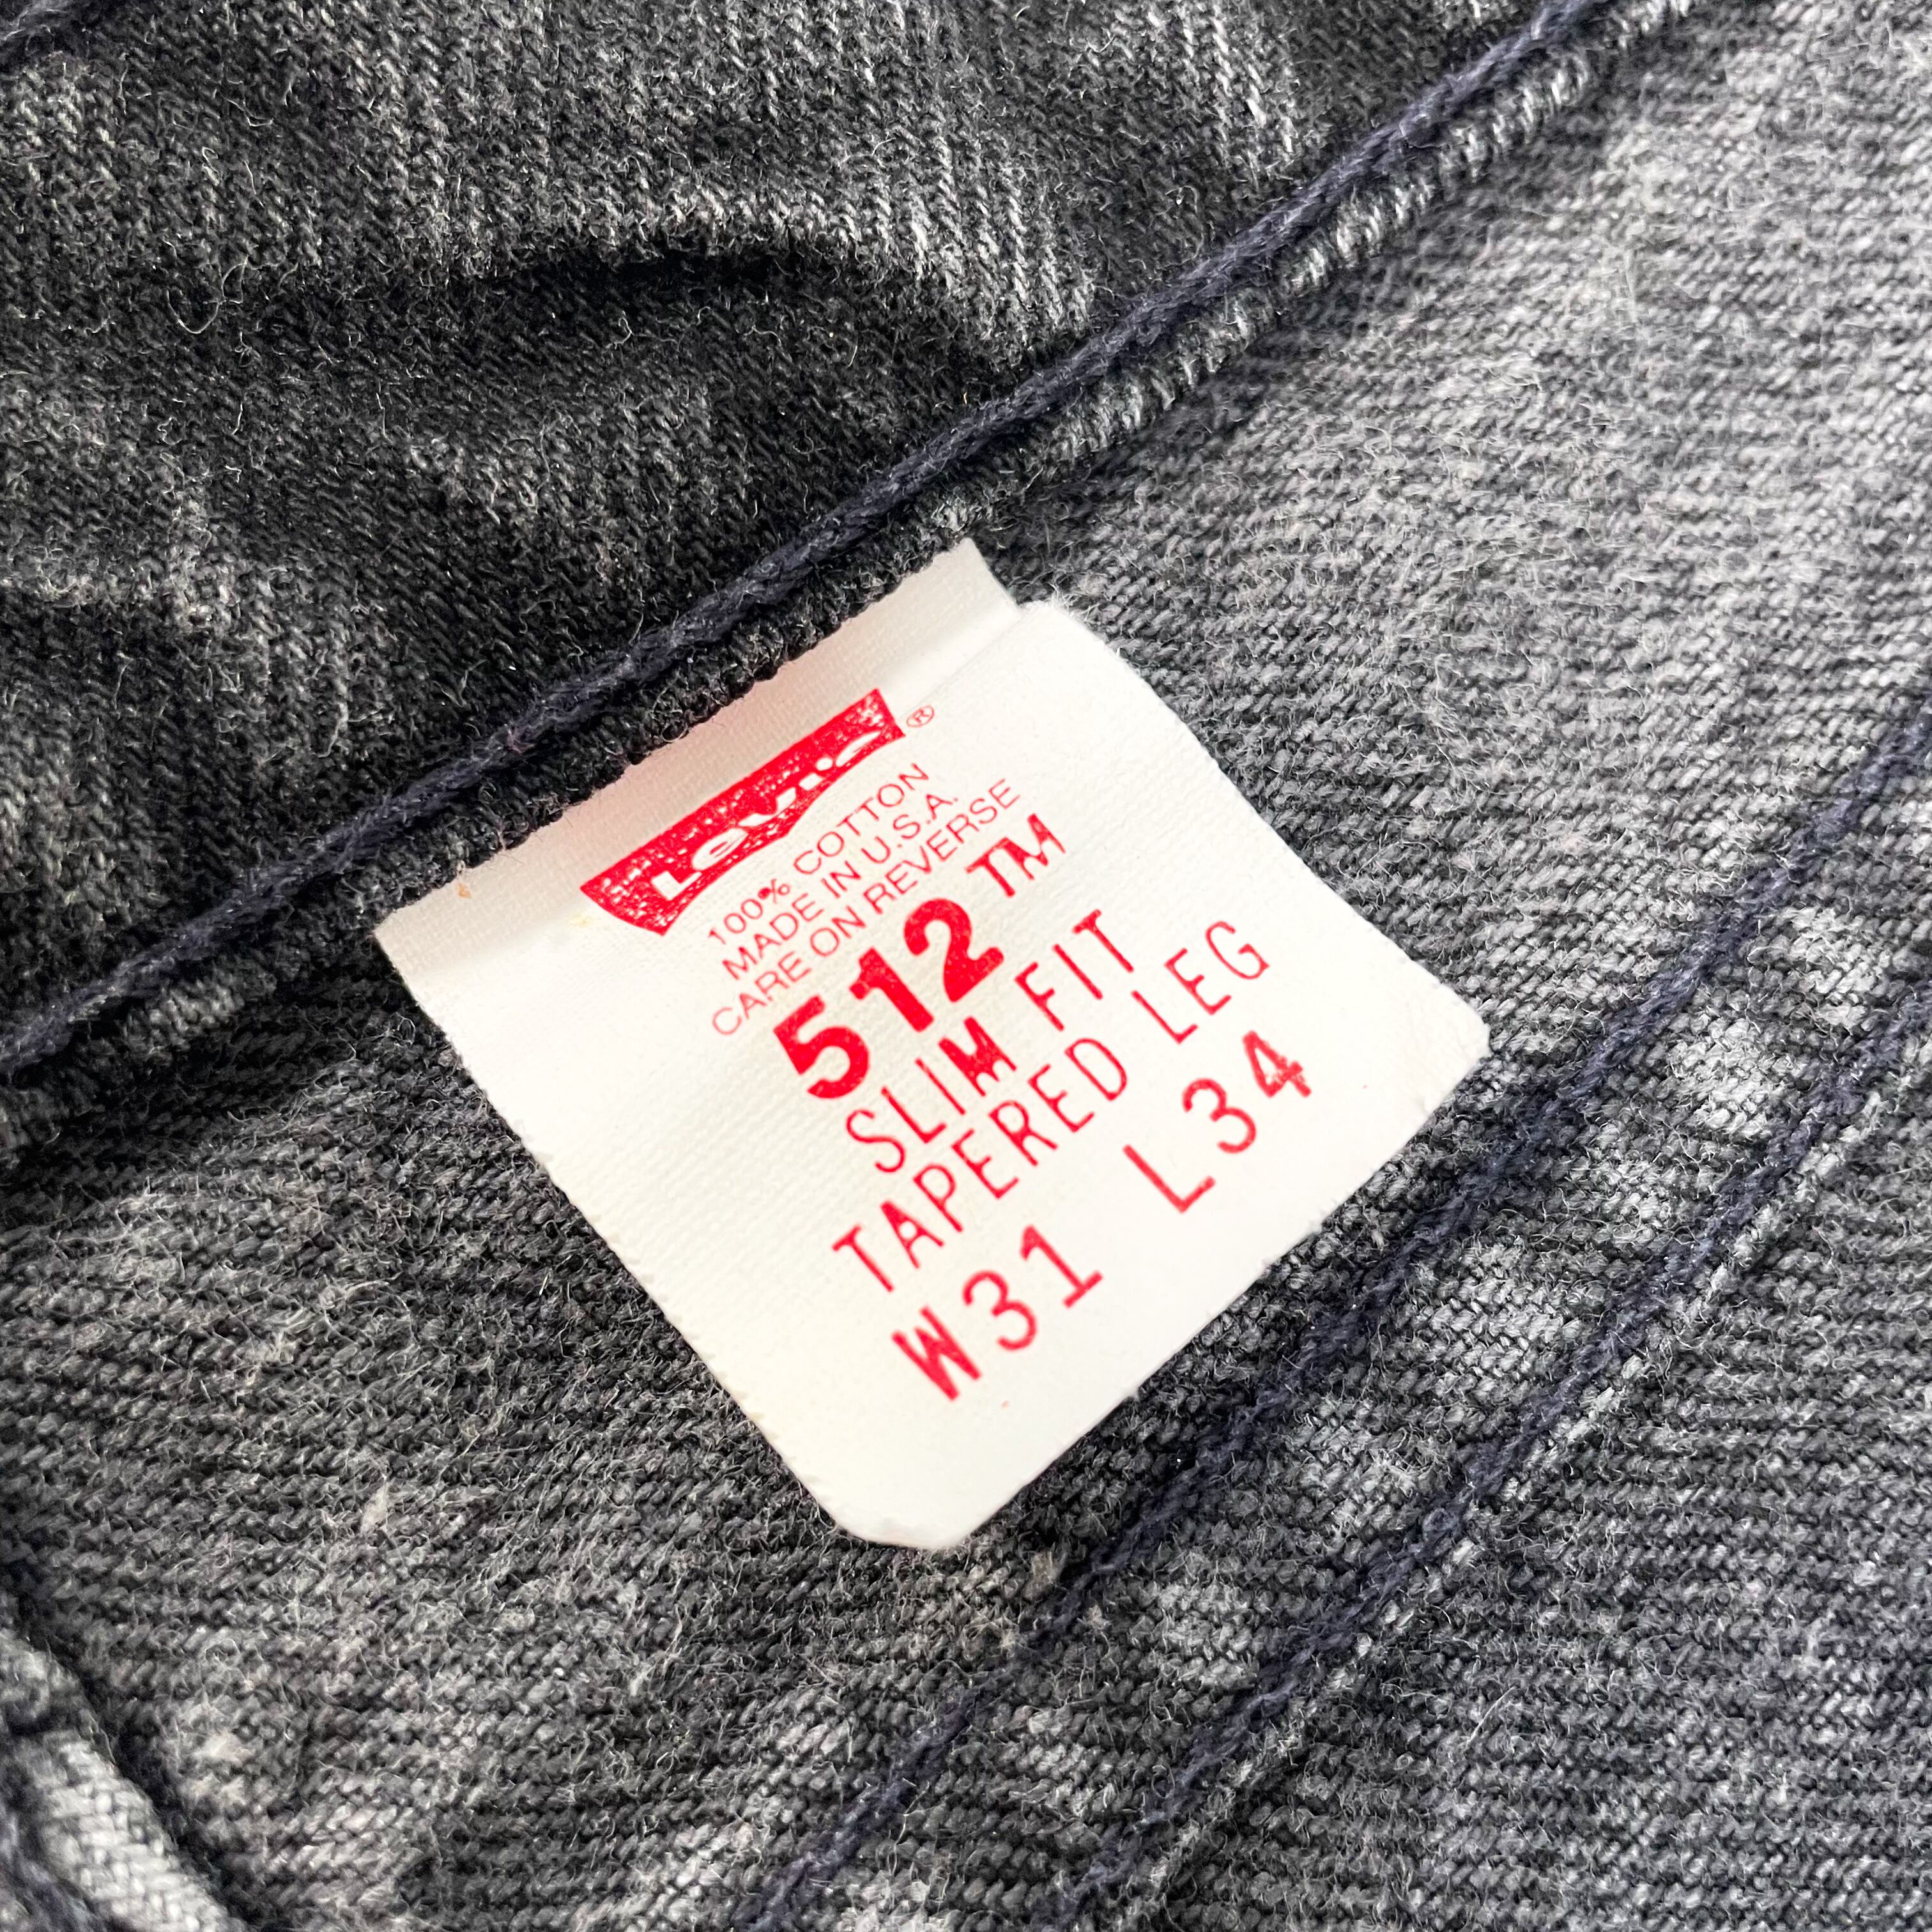 Levi's ®
100% COTTON
MADE IN U.S.A.
CARE ON REVERSE
512™
SLIM FIT
TAPERED LEG
W31 L34